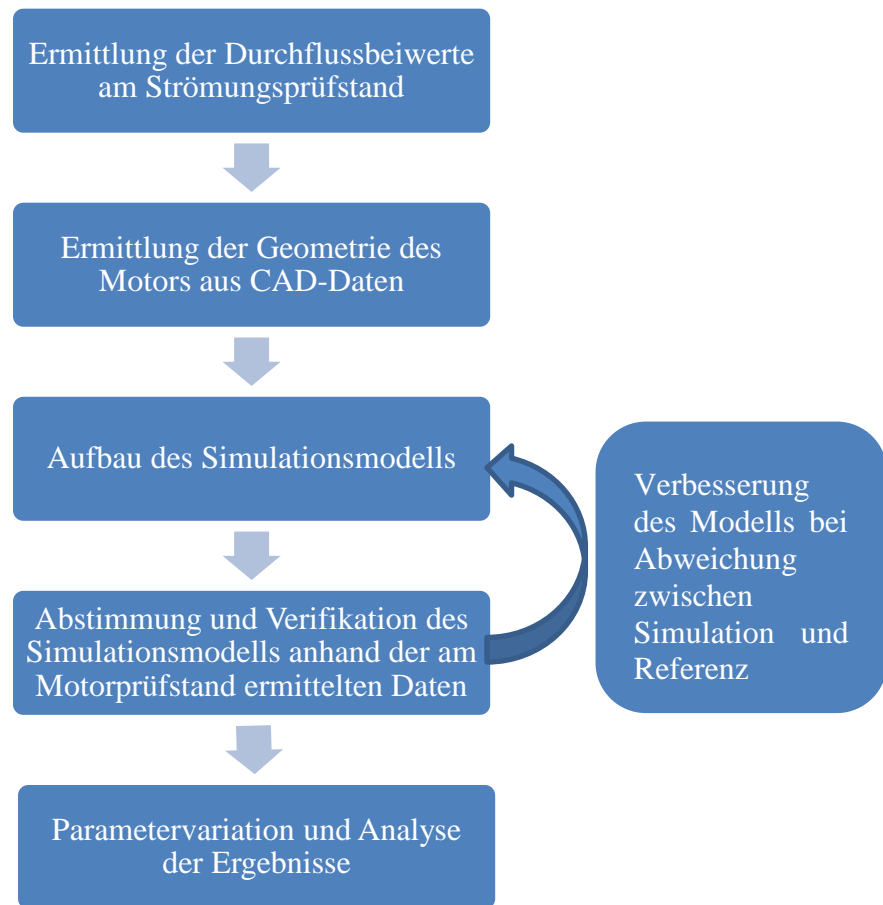 Ermittlung der Durchflussbeiwerte
am Strömungsprüfstand
Ermittlung der Geometrie des
Motors aus CAD-Daten
Aufbau des Simulationsmodells
Abstimmung und Verifikation des
Simulationsmodells anhand der am
Motorprüfstand ermittelten Daten
Verbesserung
des Modells bei
Abweichung
zwischen
Simulation und
Referenz
Parametervariation und Analyse
der Ergebnisse